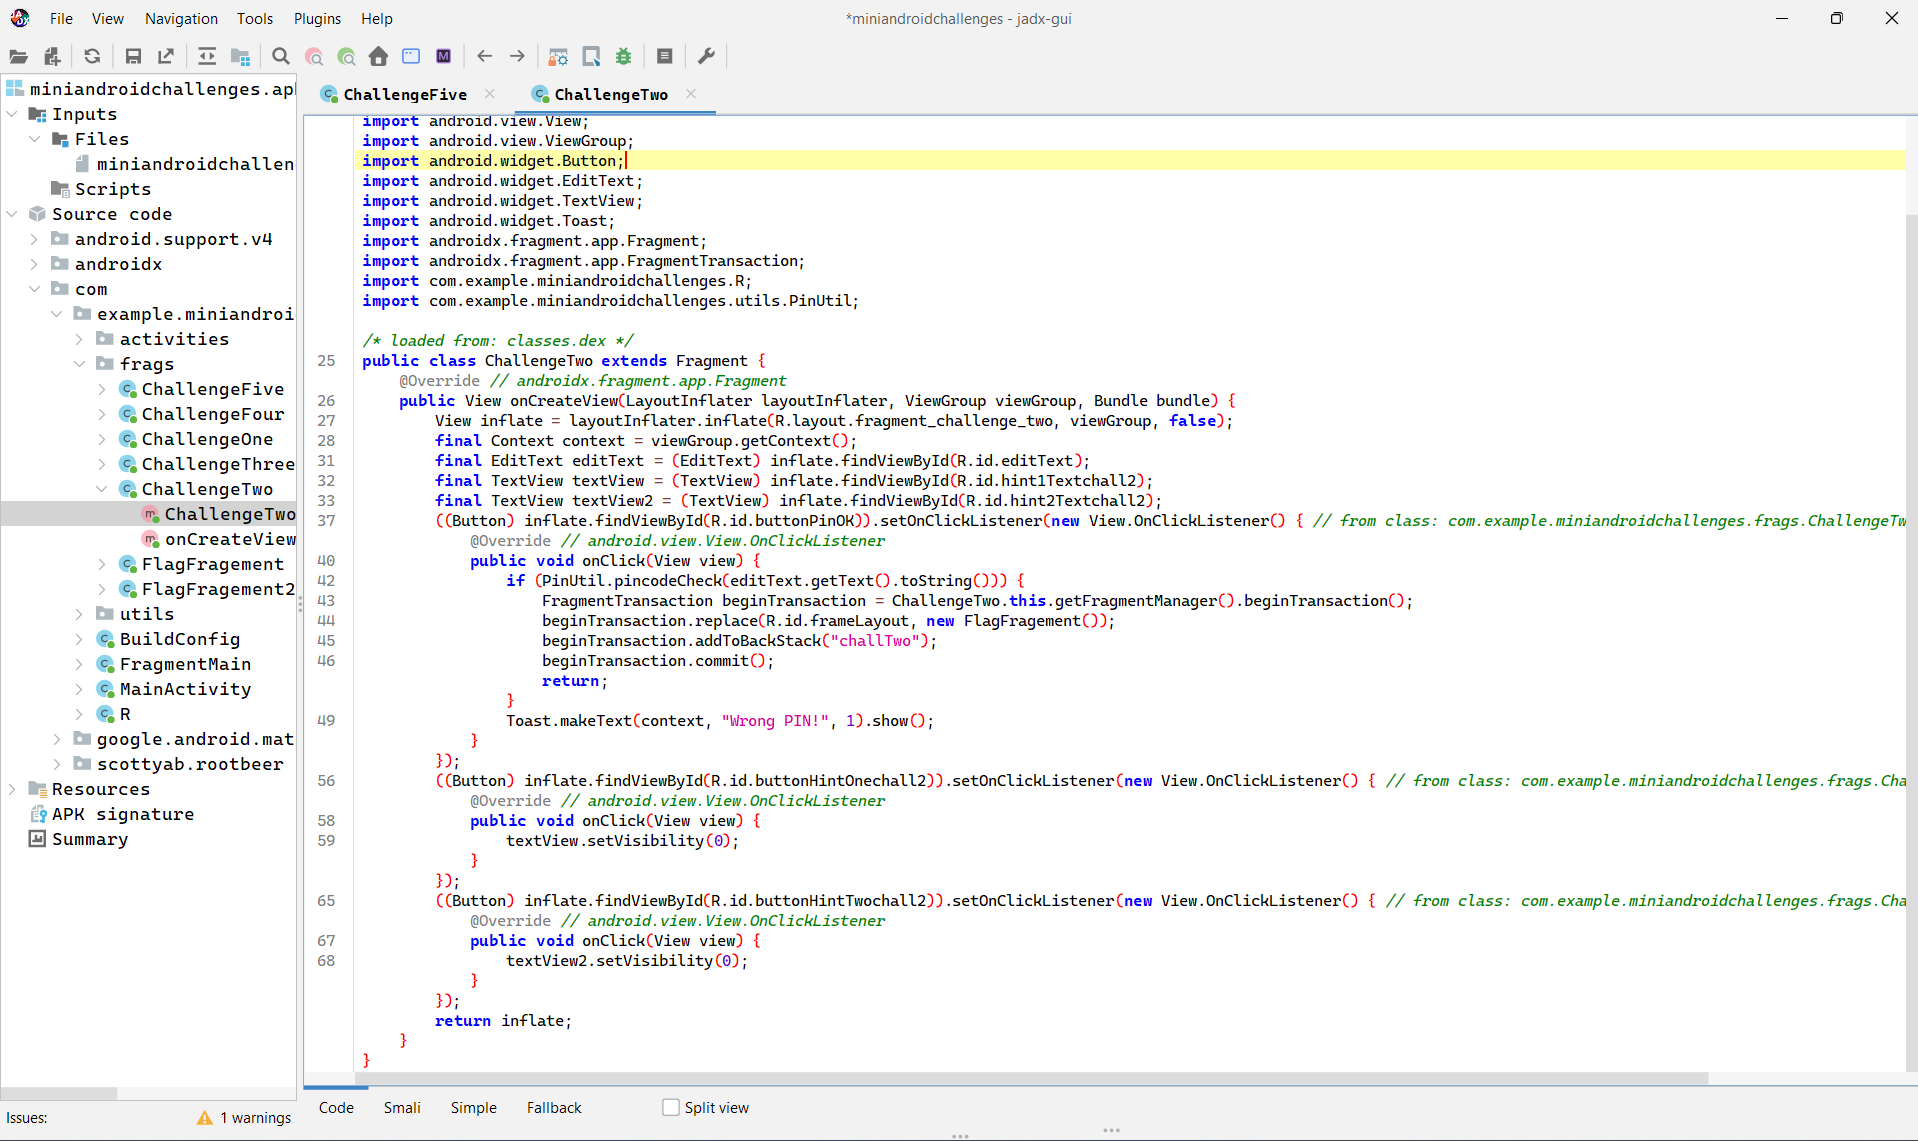 File View Navigation Tools Plugins Help
*miniandroidchallenges - jadx-gui
miniandroidchallenges.ap
Inputs
Files
miniandroidchallen
Scripts
Source code
android.support.v4
androidx
com
example.miniandroi
activities
frags
ChallengeFive
ChallengeFour
ChallengeOne
ChallengeThree
ChallengeTwo
ChallengeTwo
onCreateView
FlagFragement
FlagFragement2
utils
BuildConfig
FragmentMain
MainActivity
R
google.android.mat
scottyab.rootbeer
Resources
APK signature
Summary
Issues: 1 warnings
ChallengeFive ChallengeTwo
import android.view.View;
import android.view.ViewGroup;
import android.widget.Button;
import android.widget.EditText;
import android.widget.TextView;
import android.widget.Toast;
import androidx.fragment.app.Fragment;
import androidx.fragment.app.FragmentTransaction;
import com.example.miniandroidchallenges.R;
import com.example.miniandroidchallenges.utils.PinUtil;
/* loaded from: classes.dex */
25 public class ChallengeTwo extends Fragment {
@Override // androidx.fragment.app.Fragment
26 public View onCreateView(LayoutInflater layoutInflater, ViewGroup viewGroup, Bundle bundle) {
27 View inflate = layoutInflater.inflate(R.layout.fragment_challenge_two, viewGroup, false);
28 final Context context = viewGroup.getContext();
31 final EditText editText = (EditText) inflate.findViewById(R.id.editText);
32 final TextView textView = (TextView) inflate.findViewById(R.id.hint1Textchall2);
33 final TextView textView2 = (TextView) inflate.findViewById(R.id.hint2Textchall2);
37 ((Button) inflate.findViewById(R.id.buttonPinOK)).setOnClickListener(new View.OnClickListener() { // from class: com.example.miniandroidchallenges.frags.ChallengeTw
@Override // android.view.View.OnClickListener
40 public void onClick(View view) {
42 if (PinUtil.pincodeCheck(editText.getText().toString())) {
43 FragmentTransaction beginTransaction = ChallengeTwo.this.getFragmentManager().beginTransaction();
44 beginTransaction.replace(R.id.frameLayout, new FlagFragement());
45 beginTransaction.addToBackStack("challTwo");
46 beginTransaction.commit();
return;
}
49 Toast.makeText(context, "Wrong PIN!", 1).show();
}
});
56 ((Button) inflate.findViewById(R.id.buttonHintOnechall2)).setOnClickListener(new View.OnClickListener() { // from class: com.example.miniandroidchallenges.frags.Cha
@Override // android.view.View.OnClickListener
58 public void onClick(View view) {
59 textView.setVisibility(0);
}
});
65 ((Button) inflate.findViewById(R.id.buttonHintTwochall2)).setOnClickListener(new View.OnClickListener() { // from class: com.example.miniandroidchallenges.frags.Cha
@Override // android.view.View.OnClickListener
67 public void onClick(View view) {
68 textView2.setVisibility(0);
}
});
return inflate;
}
}
Code Smali Simple Fallback Split view